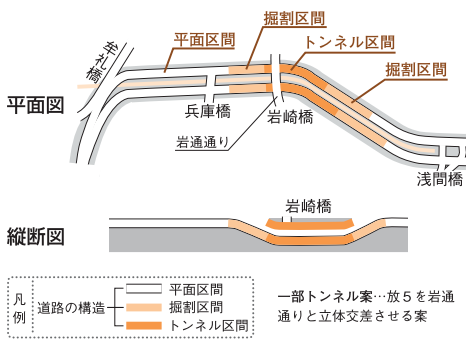 牟礼橋
平面区間
掘割区間
トンネル区間
掘割区間
平面図
兵庫橋
岩崎橋
岩通通り
浅間橋
岩崎橋
縦断図
凡例
道路の構造
平面区間
掘割区間
トンネル区間
一部トンネル案…放5を岩通
通りと立体交差させる案